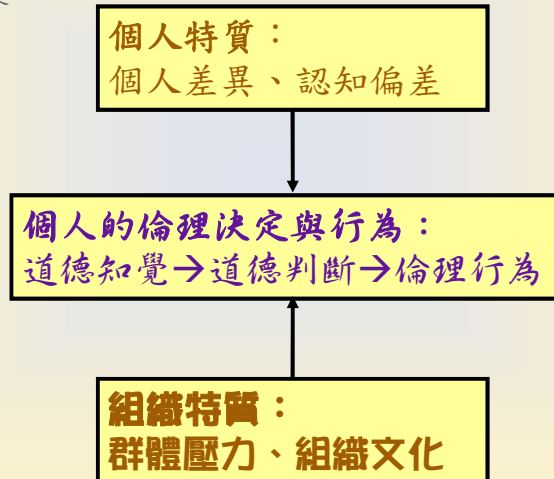 個人特質：
個人差異、認知偏差
個人的倫理決定與行為：
道德知覺→道德判斷→倫理行為
組織特質：
群體壓力、組織文化